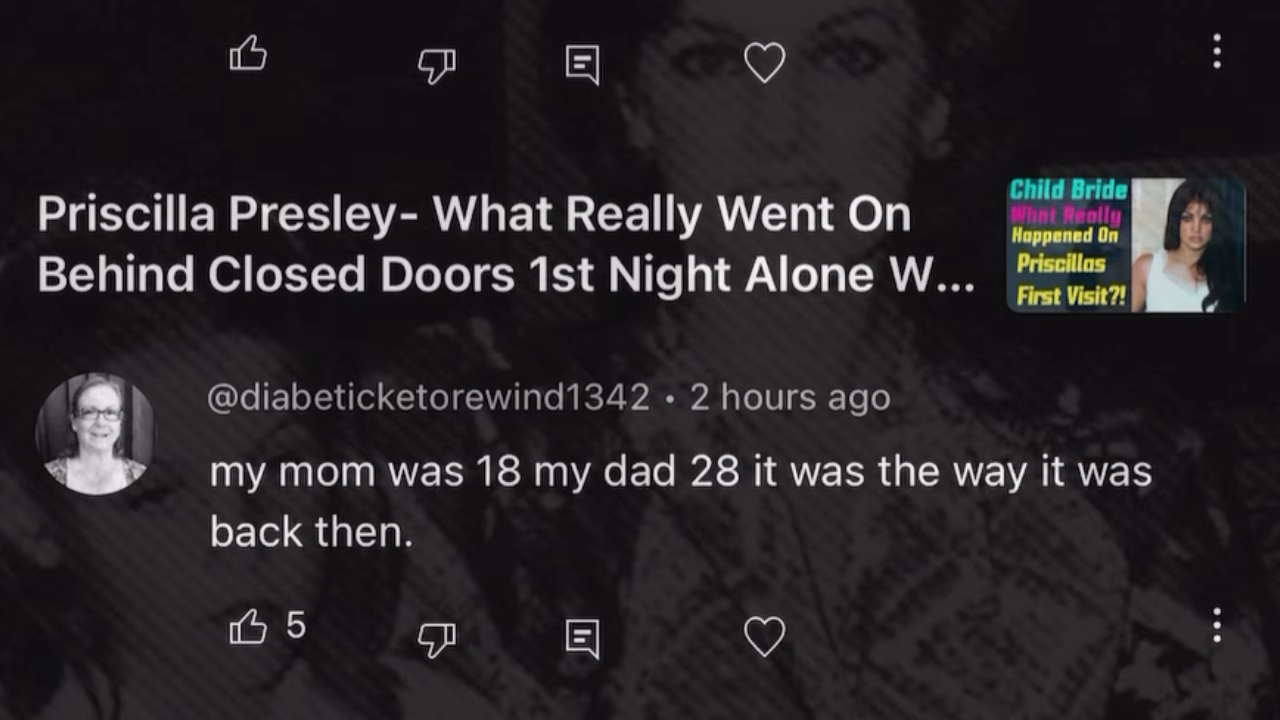 Priscilla Presley- What Really Went On
Behind Closed Doors 1st Night Alone W...
Child Bride
What Really
Happened On
Priscillas
First Visit?!
@diabeticketorewind1342 • 2 hours ago
my mom was 18 my dad 28 it was the way it was
back then.
5